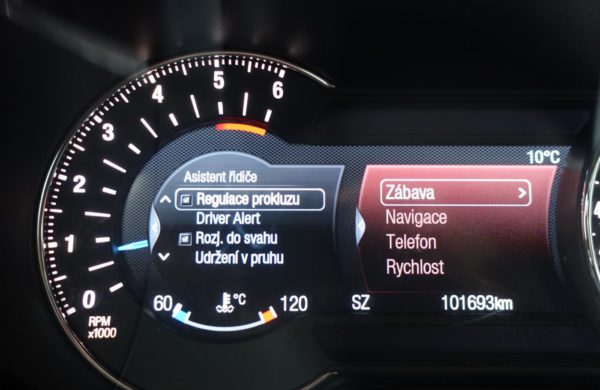 6
5
4
3
2
1
0
RPM
x1000
10°C
Asistent řidiče
Regulace prokluzu
Driver Alert
Rozj. do svahu
Udržení v pruhu
Zábava >
Navigace
Telefon
Rychlost
60 °C 120
SZ 101693km